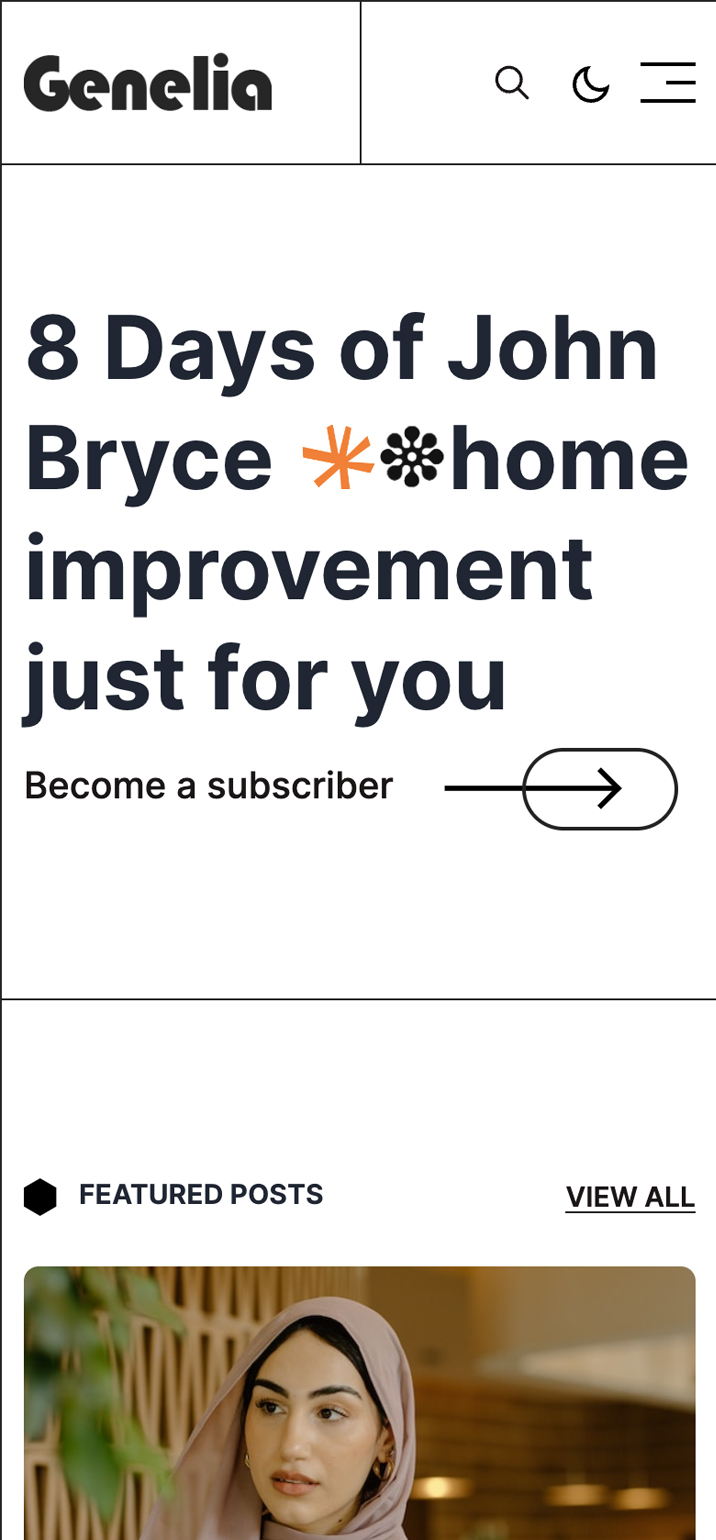 Genelia
8 Days of John
Bryce home
improvement
just for you
Become a subscriber
FEATURED POSTS
VIEW ALL